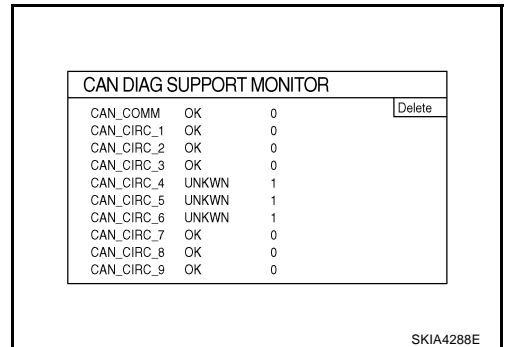 CAN DIAG SUPPORT MONITOR
Delete
CAN_COMM OK 0
CAN_CIRC_1 OK 0
CAN_CIRC_2 OK 0
CAN_CIRC_3 OK 0
CAN_CIRC_4 UNKWN 1
CAN_CIRC_5 UNKWN 1
CAN_CIRC_6 UNKWN 1
CAN_CIRC_7 OK 0
CAN_CIRC_8 OK 0
CAN_CIRC_9 OK 0
SKIA4288E